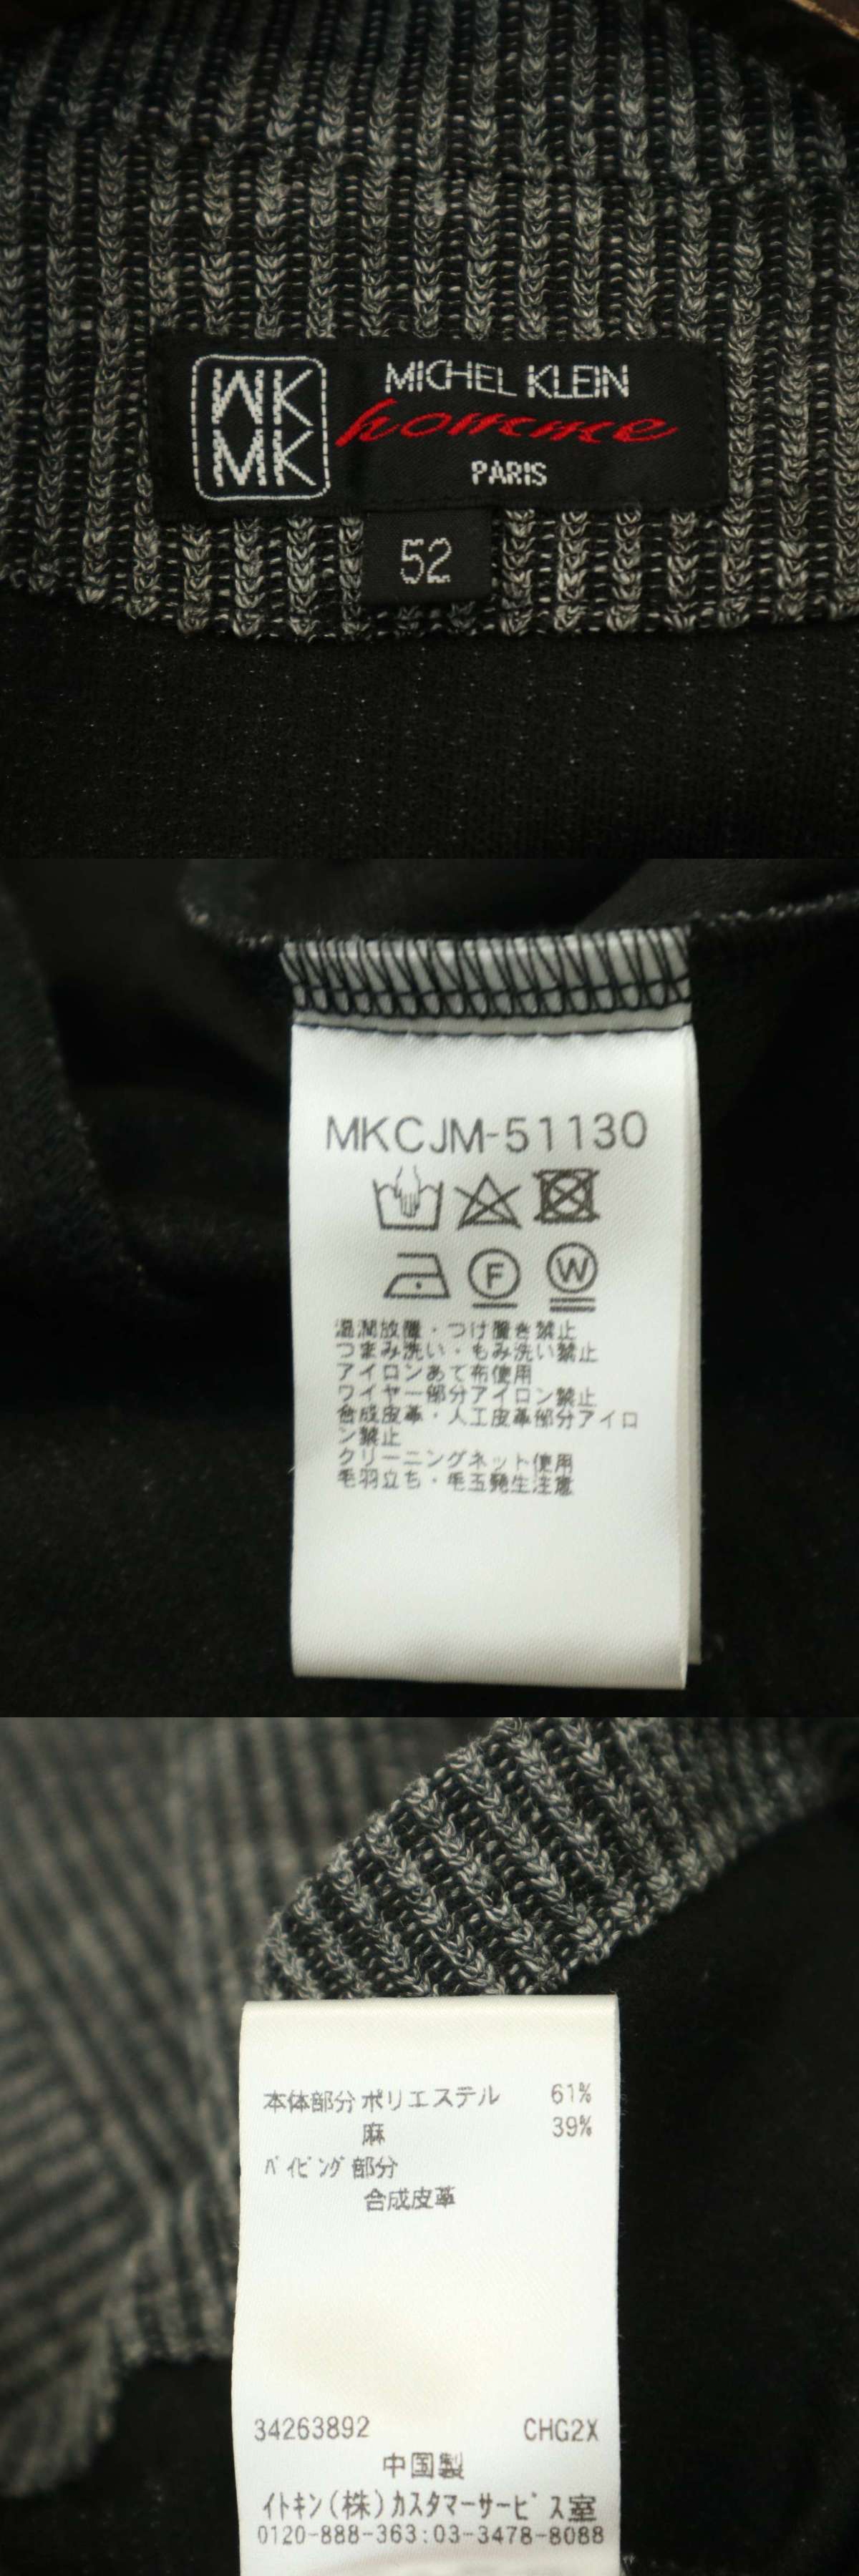 MK
MK
MICHEL KLEIN
homme
PARIS
52
MKCJM-51130
F W
湿潤放置・つけ置き禁止
つまみ洗い・もみ洗い禁止
アイロンあて布使用
ワイヤー部分アイロン禁止
合成皮革・人工皮革部分アイロ
ン禁止
クリーニングネット使用
毛羽立ち・毛玉発生注意
本体部分 ポリエステル 61%
麻 39%
パイピング部分
合成皮革
34263892 CHG2X
中国製
イトキン(株)カスタマーサービス室
0120-888-363:03-3478-8088